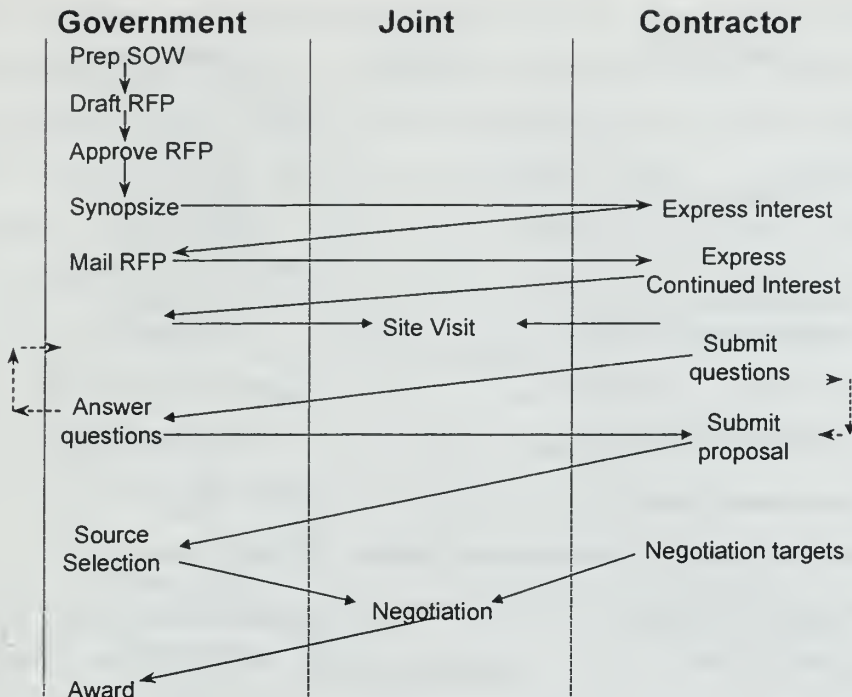 Government Joint Contractor
Prep SOW
Draft RFP
Approve RFP
Synopsize
Express interest
Mail RFP
Express
Continued Interest
Site Visit
Submit
questions
Answer
questions
Submit
proposal
Source
Selection
Negotiation targets
Negotiation
Award